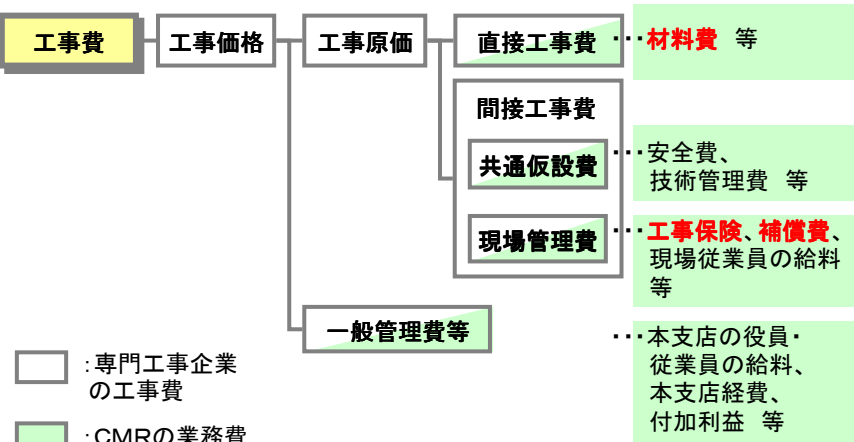 工事費
工事価格
工事原価
直接工事費
･･･材料費 等
間接工事費
共通仮設費
･･･安全費、
技術管理費 等
現場管理費
･･･工事保険、補償費、
現場従業員の給料
等
一般管理費等
･･･本支店の役員・
従業員の給料、
本支店経費、
付加利益 等
:専門工事企業
の工事費
:CMRの業務費